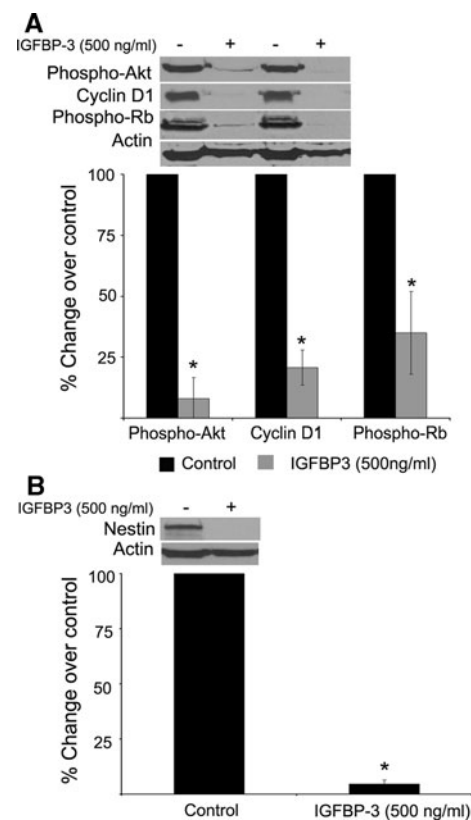 A
IGFBP-3 (500 ng/ml) - + - +
Phospho-Akt
Cyclin D1
Phospho-Rb
Actin
% Change over control
100
75
50
25
* * *
Phospho-Akt Cyclin D1 Phospho-Rb
Control IGFBP3 (500ng/ml)
B
IGFBP3 (500 ng/ml) - +
Nestin
Actin
% Change over control
100
75
50
25
*
Control IGFBP-3 (500 ng/ml)